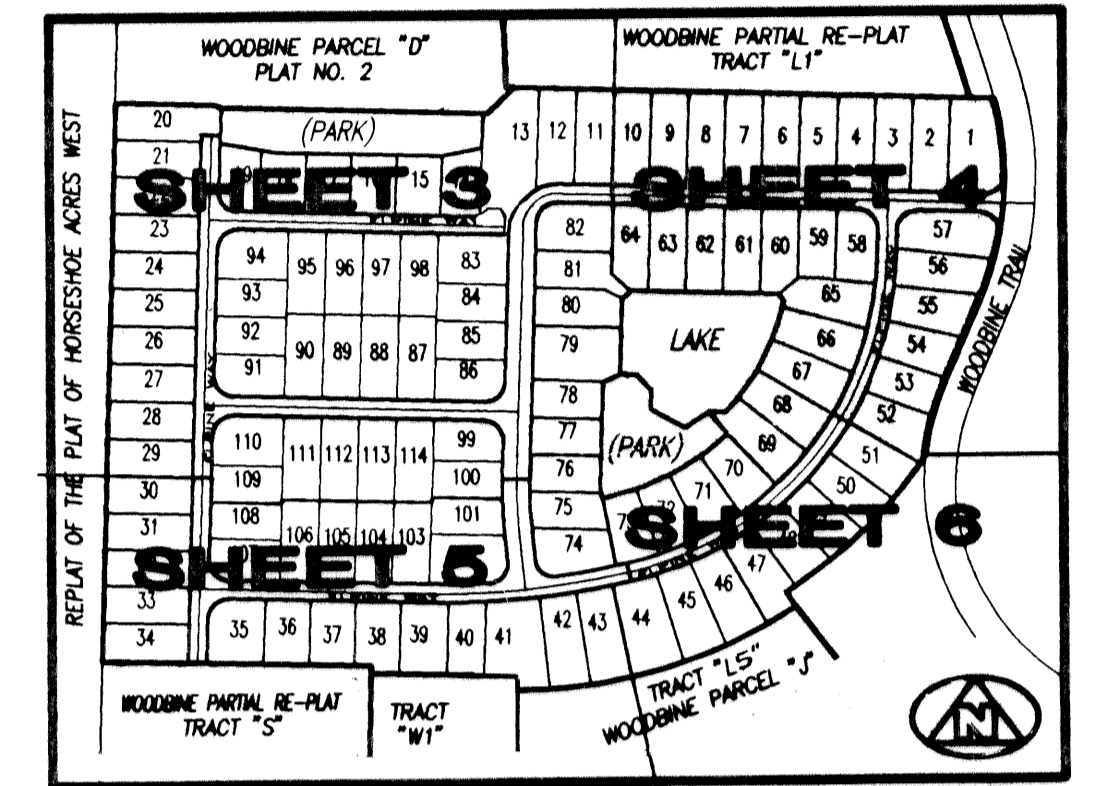 WOODBINE PARCEL "D"
PLAT NO. 2
WOODBINE PARTIAL RE-PLAT
TRACT "L1"
REPLAT OF THE PLAT OF HORSESHOE ACRES WEST
(PARK)
20
21
13 12 11 10 9 8 7 6 5 4 3 2 1
15
SHEET 3
SHEET 4
23
24
25
26
27
28
29
30
31
33
34
94
93
92
91
95 96 97 98
90 89 88 87
83
84
85
86
82
81
80
79
78
77
76
75
74
64 63 62 61 60 59 58
57
56
55
54
53
52
51
50
65
66
67
68
69
70
71
LAKE
(PARK)
WOODBINE TRAIL
110
109
108
111 112 113 114
106 105 104 103
99
100
101
SHEET 5
SHEET 6
35 36 37 38 39 40 41 42 43 44 45 46 47
WOODBINE PARTIAL RE-PLAT
TRACT "S"
TRACT
"W1"
TRACT "L5"
WOODBINE PARCEL "J"
N